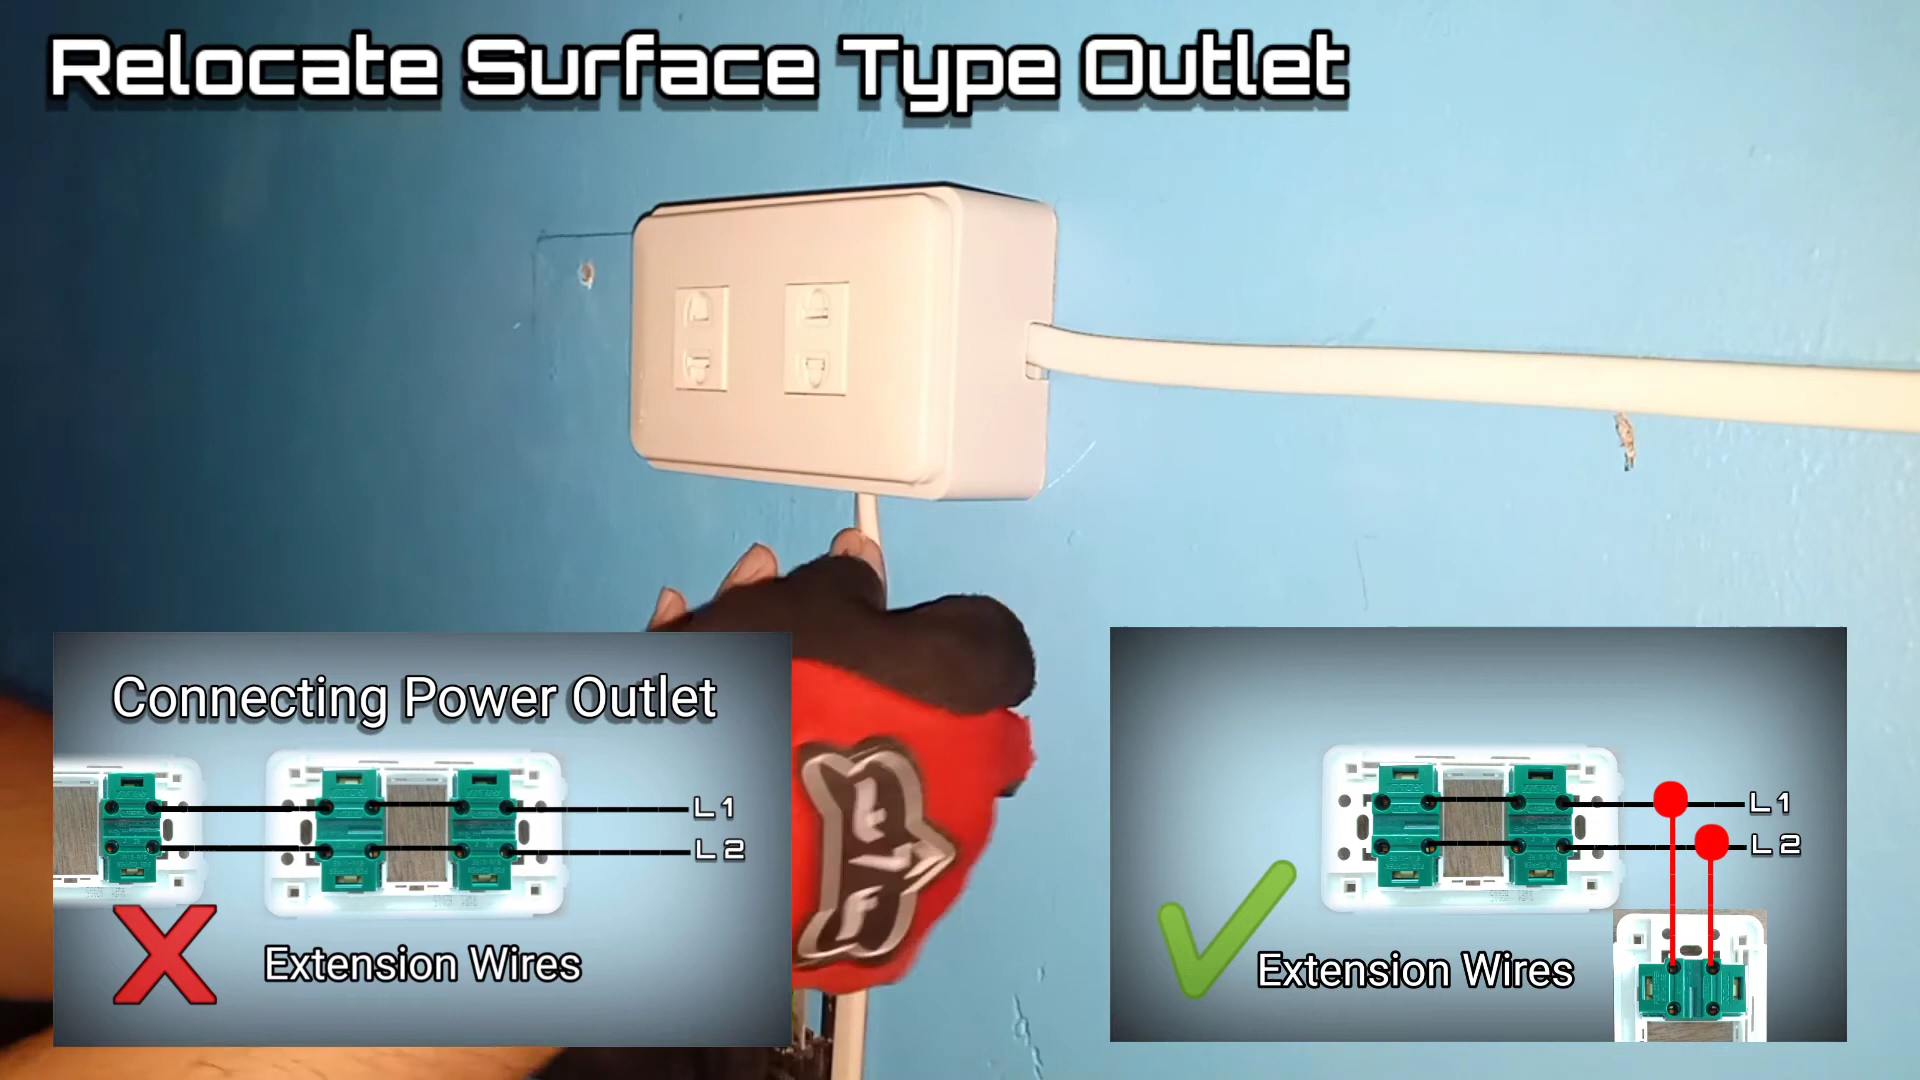 Relocate Surface Type Outlet
Connecting Power Outlet
L1
L2
Extension Wires
L1
L2
Extension Wires